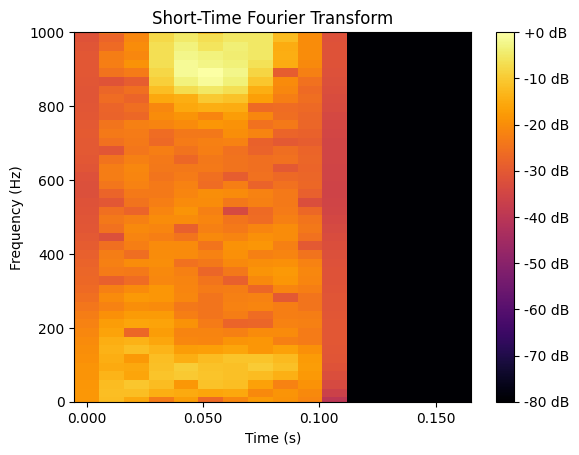 Short-Time Fourier Transform
1000
800
600
400
200
0
Frequency (Hz)
0.000
0.050
0.100
0.150
Time (s)
+0 dB
-10 dB
-20 dB
-30 dB
-40 dB
-50 dB
-60 dB
-70 dB
-80 dB